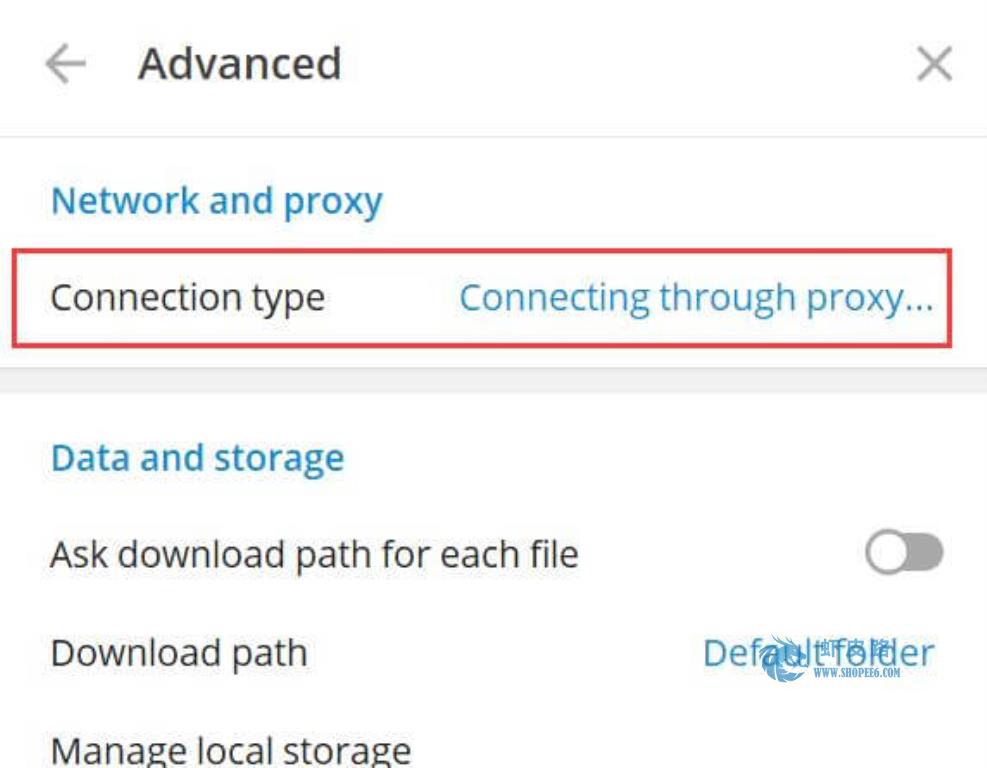 Advanced
Network and proxy
Connection type Connecting through proxy...
Data and storage
Ask download path for each file
Download path Default folder
虾皮路
WWW.SHOPEE6.COM
Manage local storage